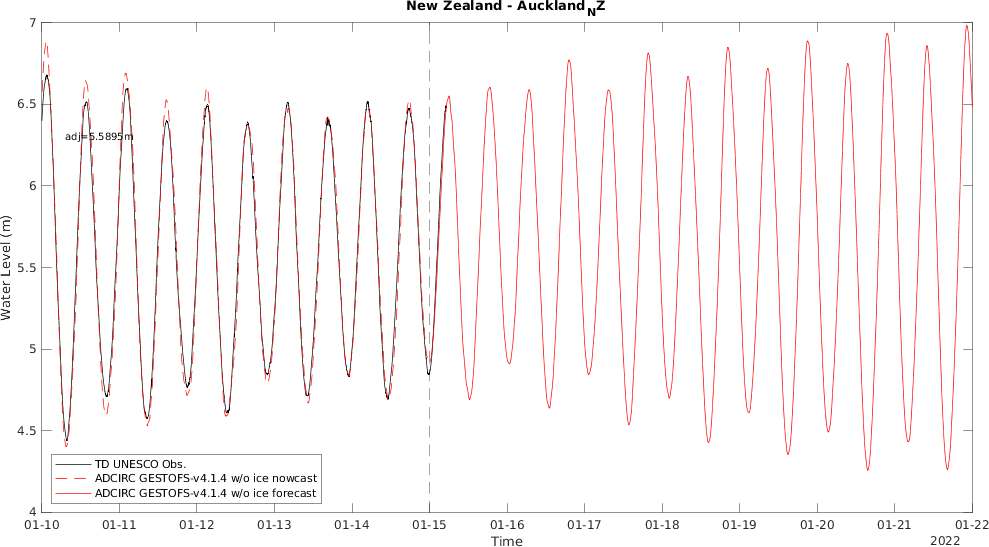 New Zealand - Auckland_NZ
7
6.5
adj=5.5895m
6
5.5
5
4.5
4
Water Level (m)
TD UNESCO Obs.
ADCIRC GESTOFS-v4.1.4 w/o ice nowcast
ADCIRC GESTOFS-v4.1.4 w/o ice forecast
01-10 01-11 01-12 01-13 01-14 01-15 01-16 01-17 01-18 01-19 01-20 01-21 01-22
Time
2022